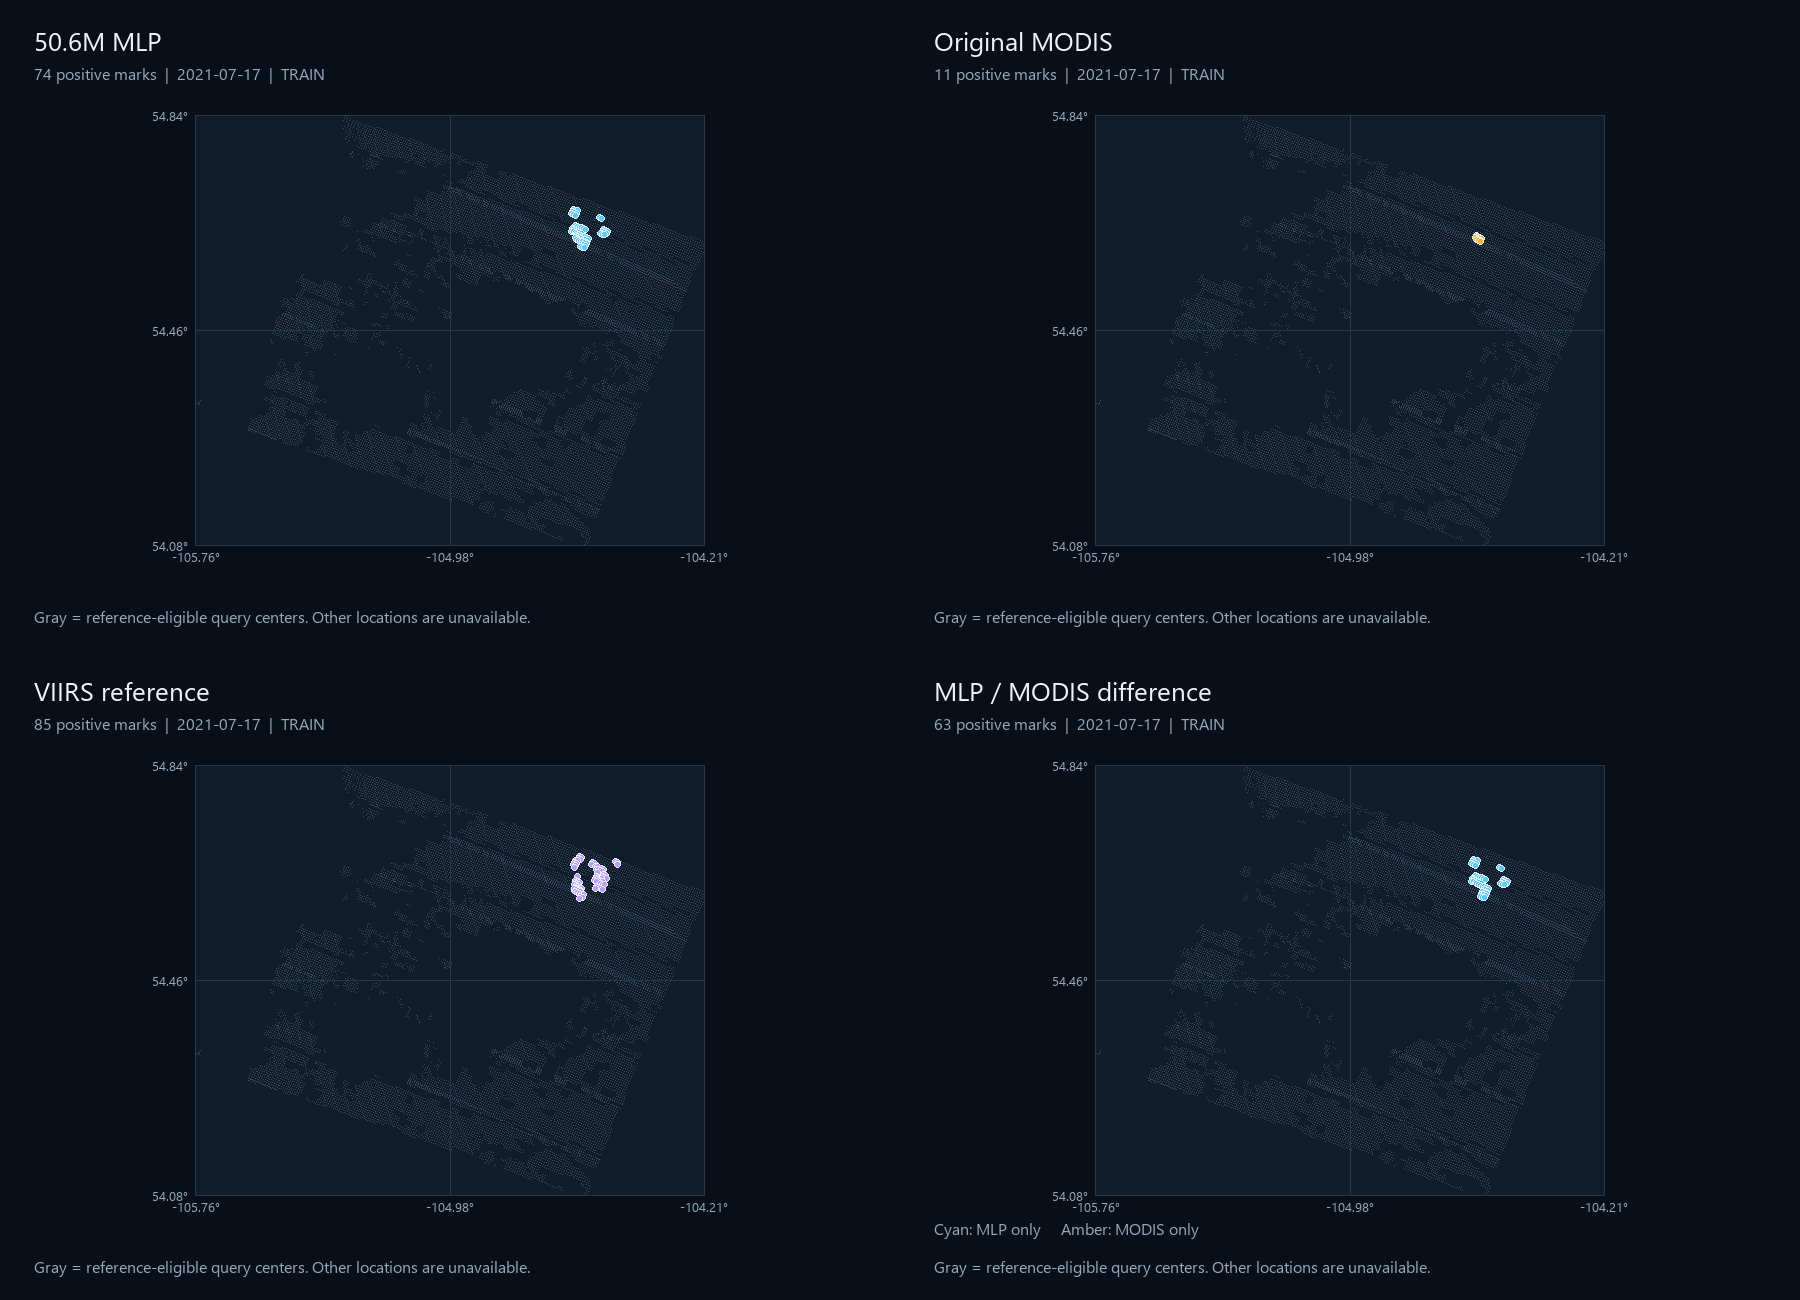 50.6M MLP
74 positive marks | 2021-07-17 | TRAIN
54.84°
54.46°
54.08°
-105.76°
-104.98°
-104.21°
Gray = reference-eligible query centers. Other locations are unavailable.
Original MODIS
11 positive marks | 2021-07-17 | TRAIN
54.84°
54.46°
54.08°
-105.76°
-104.98°
-104.21°
Gray = reference-eligible query centers. Other locations are unavailable.
VIIRS reference
85 positive marks | 2021-07-17 | TRAIN
54.84°
54.46°
54.08°
-105.76°
-104.98°
-104.21°
Gray = reference-eligible query centers. Other locations are unavailable.
MLP / MODIS difference
63 positive marks | 2021-07-17 | TRAIN
54.84°
54.46°
54.08°
-105.76°
-104.98°
-104.21°
Cyan: MLP only Amber: MODIS only
Gray = reference-eligible query centers. Other locations are unavailable.